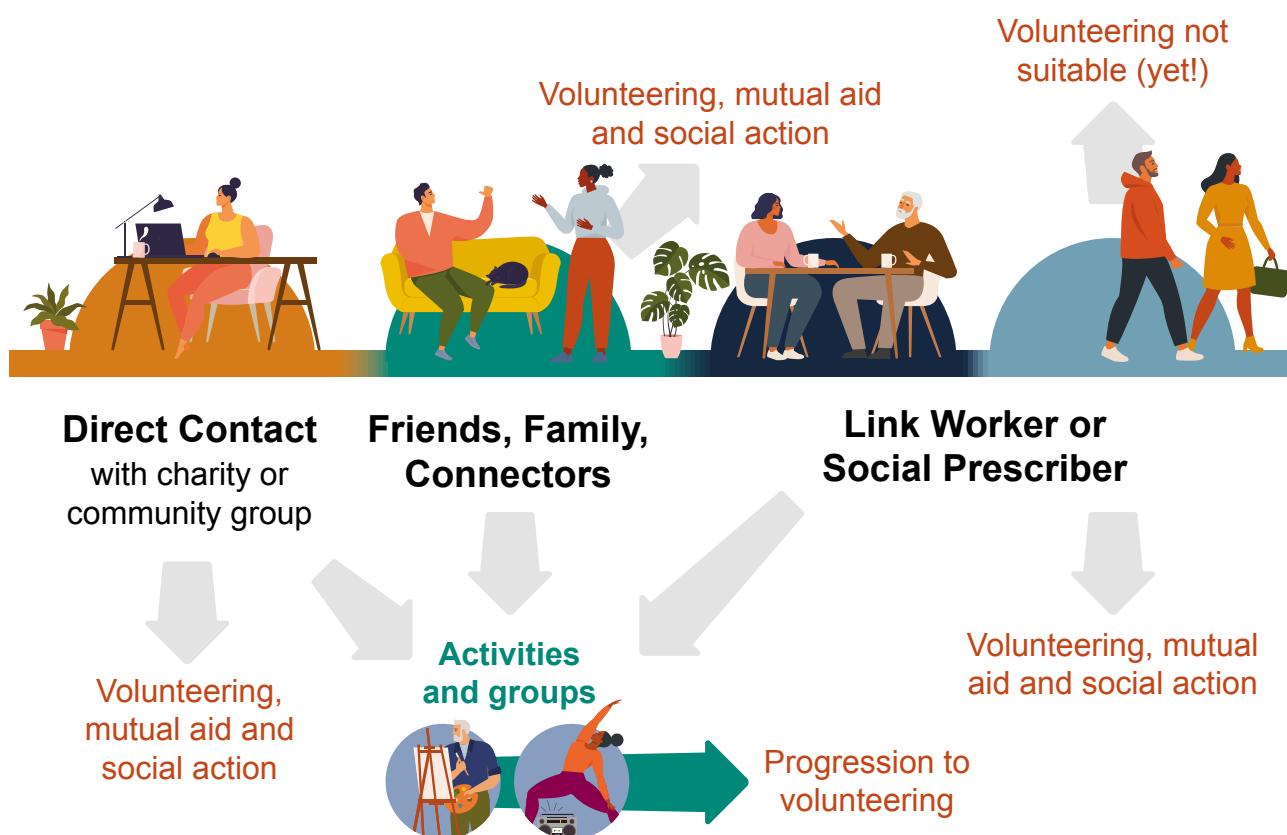 Volunteering not
suitable (yet!)
Volunteering, mutual aid
and social action
Direct Contact
with charity or
community group
Friends, Family,
Connectors
Link Worker or
Social Prescriber
Activities
and groups
Volunteering, mutual
aid and social action
Volunteering,
mutual aid and
social action
Progression to
volunteering